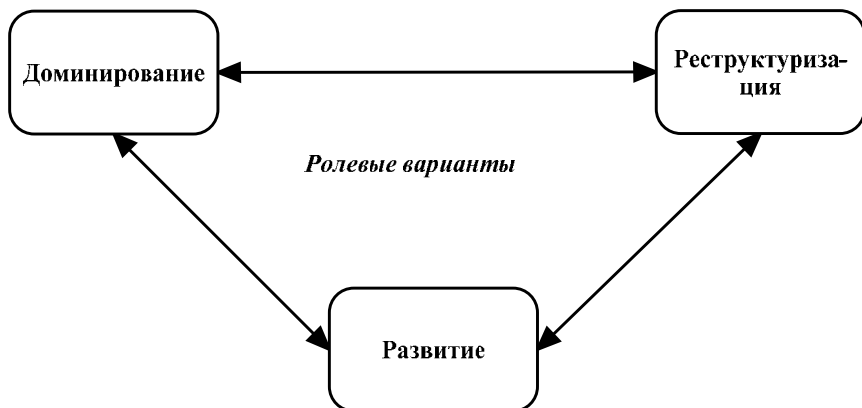 Доминирование
Реструктуриза-
ция
Ролевые варианты
Развитие